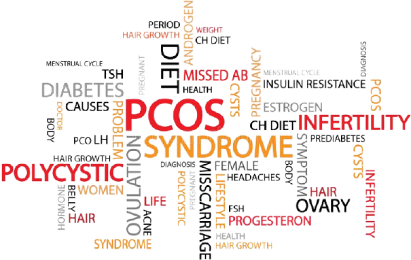 PERIOD
WEIGHT
HAIR GROWTH
CH DIET
ANDROGEN
DIET
MENSTRUAL CYCLE
TSH
PREGNANT
MISSED AB
PREGNANCY
MENSTRUAL CYCLE
DIAGNOSIS
DIABETES
HEALTH
CYSTS
INSULIN RESISTANCE
PCOS
DOCTOR
CAUSES
PROBLEM
PCOS
ESTROGEN
BODY
CH DIET
INFERTILITY
PCO
LH
OVULATION
SYNDROME
SYMPTOM
PREDIABETES
CYSTS
HAIR GROWTH
DIAGNOSIS
MISSCARRIAGE
FEMALE
BODY
POLYCYSTIC
POLYCYSTIC
PREGNANT
LIFESTYLE
HEADACHES
INFERTILITY
HORMONE
BELLY
WOMEN
HAIR
LIFE
OVARY
HAIR
ACNE
FSH
PROGESTERON
SYNDROME
HEALTH
HAIR GROWTH